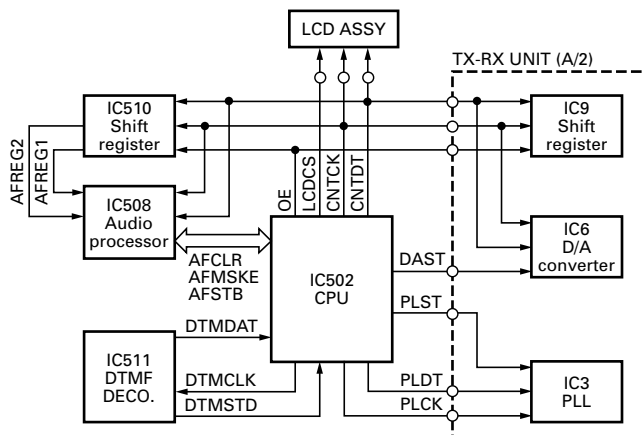 LCD ASSY
TX-RX UNIT (A/2)
IC510
Shift
register
IC9
Shift
register
AFREG2
AFREG1
OE
LCDCS
CNTCK
CNTDT
IC508
Audio
processor
AFCLR
AFMSKE
AFSTB
IC502
CPU
DAST
IC6
D/A
converter
PLST
IC511
DTMF
DECO.
DTMDAT
DTMCLK
DTMSTD
PLDT
PLCK
IC3
PLL